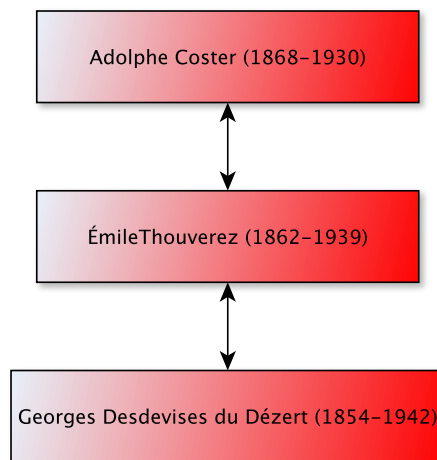 Adolphe Coster (1868–1930)
ÉmileThouverez (1862–1939)
Georges Desdevises du Dézert (1854–1942)